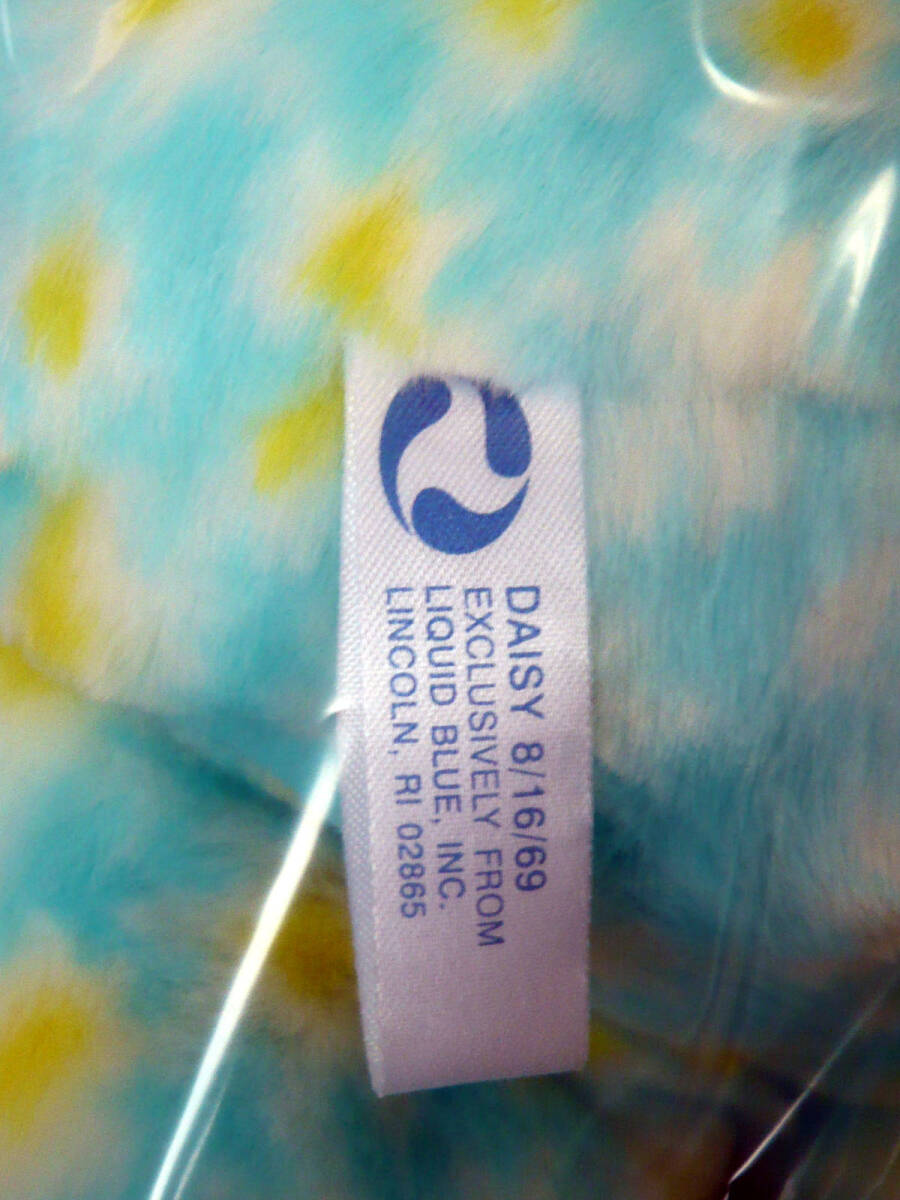 DAISY 8/16/69
EXCLUSIVELY FROM
LIQUID BLUE, INC.
LINCOLN, RI 02865